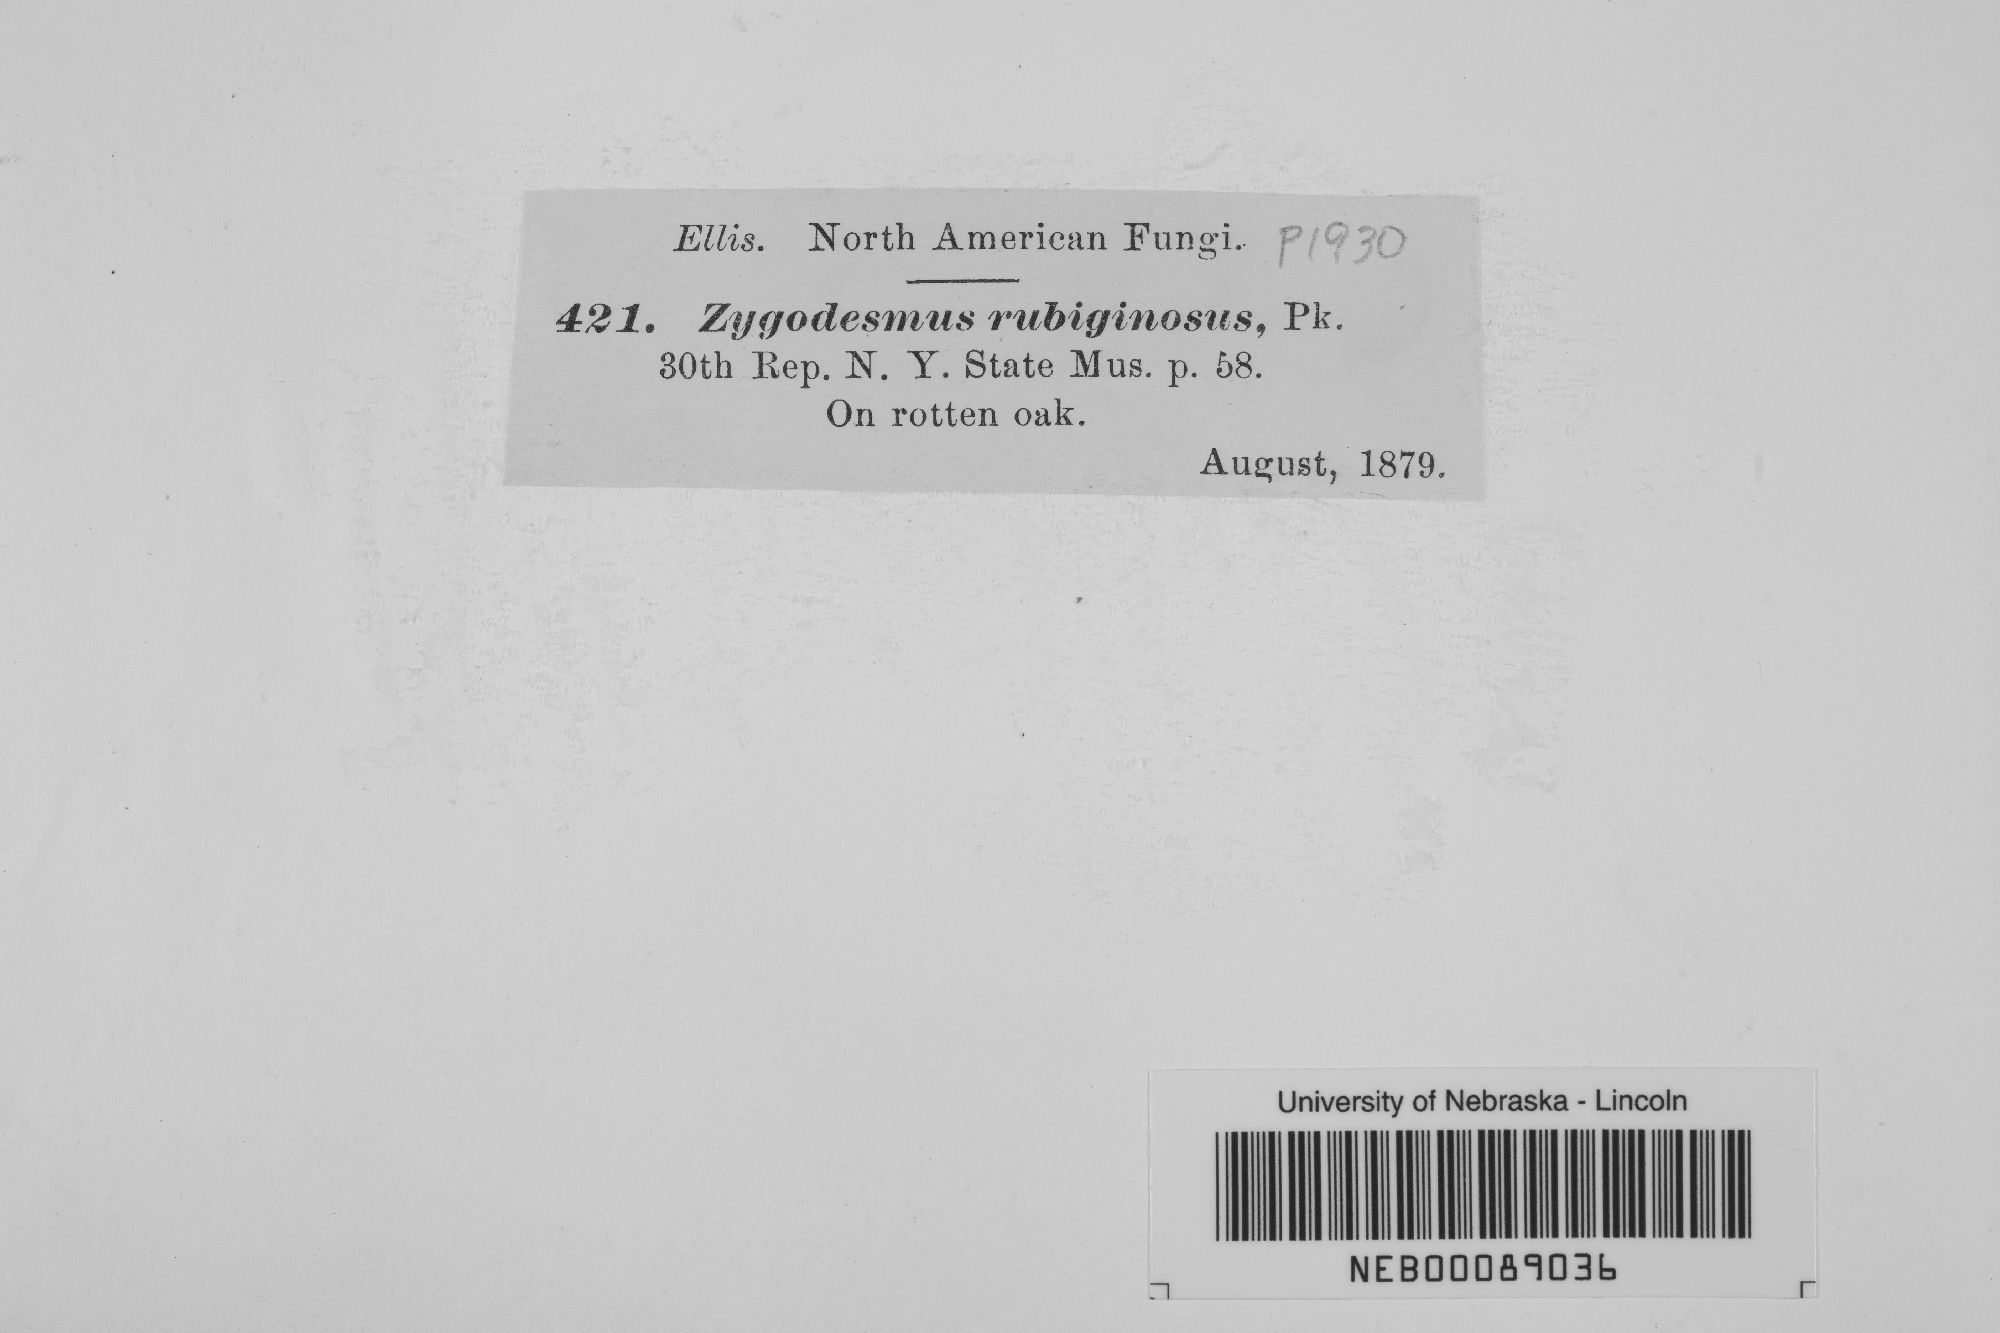 Ellis. North American Fungi. P1930
421. Zygodesmus rubiginosus, Pk.
30th Rep. N. Y. State Mus. p. 58.
On rotten oak.
August, 1879.
University of Nebraska - Lincoln
NEB00089036